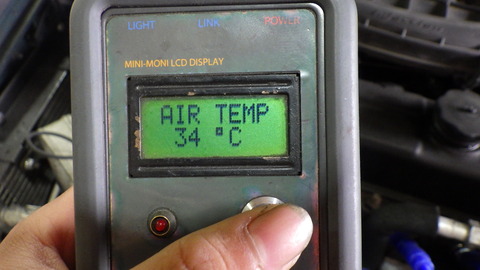 LIGHT LINK POWER
MINI-MONI LCD DISPLAY
AIR TEMP
34 °C